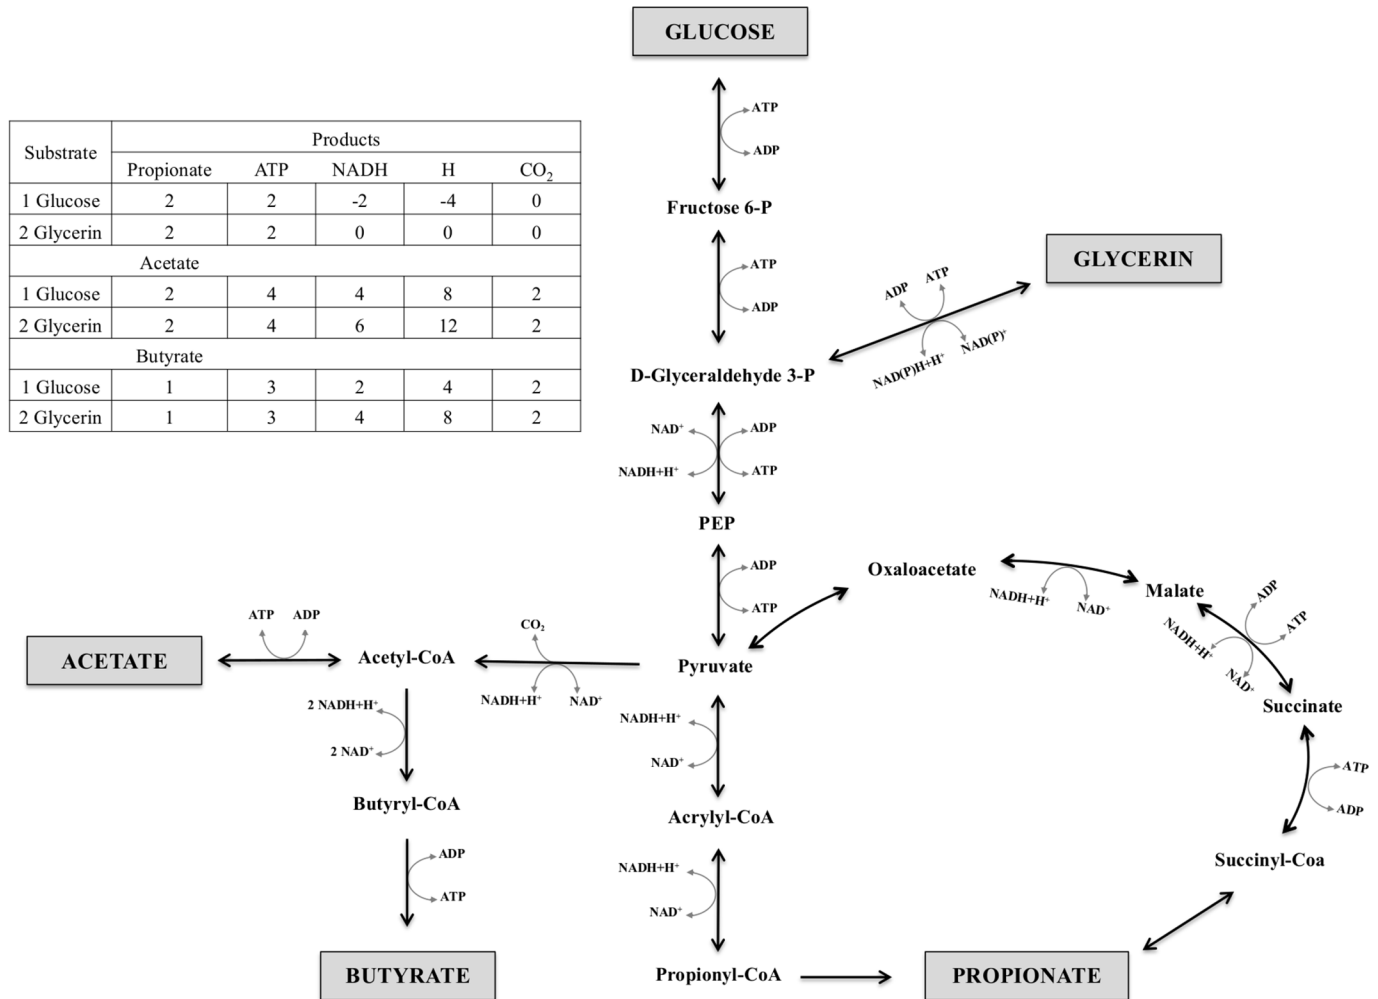 GLUCOSE
ATP
ADP
Fructose 6-P
ATP
ADP
GLYCERIN
ADP
ATP
NAD(P)H+H⁺
NAD(P)⁺
D-Glyceraldehyde 3-P
Substrate
Products
Propionate ATP NADH H CO₂
1 Glucose 2 2 -2 -4 0
2 Glycerin 2 2 0 0 0
Acetate
1 Glucose 2 4 4 8 2
2 Glycerin 2 4 6 12 2
Butyrate
1 Glucose 1 3 2 4 2
2 Glycerin 1 3 4 8 2
NAD⁺
ADP
NADH+H⁺
ATP
PEP
ADP
ATP
Oxaloacetate
NADH+H⁺
NAD⁺
Malate
ADP
ATP
NADH+H⁺
NAD⁺
Succinate
ATP
ADP
Succinyl-Coa
ACETATE
ATP
ADP
Acetyl-CoA
CO₂
NADH+H⁺
NAD⁺
Pyruvate
2 NADH+H⁺
2 NAD⁺
Butyryl-CoA
ADP
ATP
BUTYRATE
NADH+H⁺
NAD⁺
Acrylyl-CoA
NADH+H⁺
NAD⁺
Propionyl-CoA
PROPIONATE